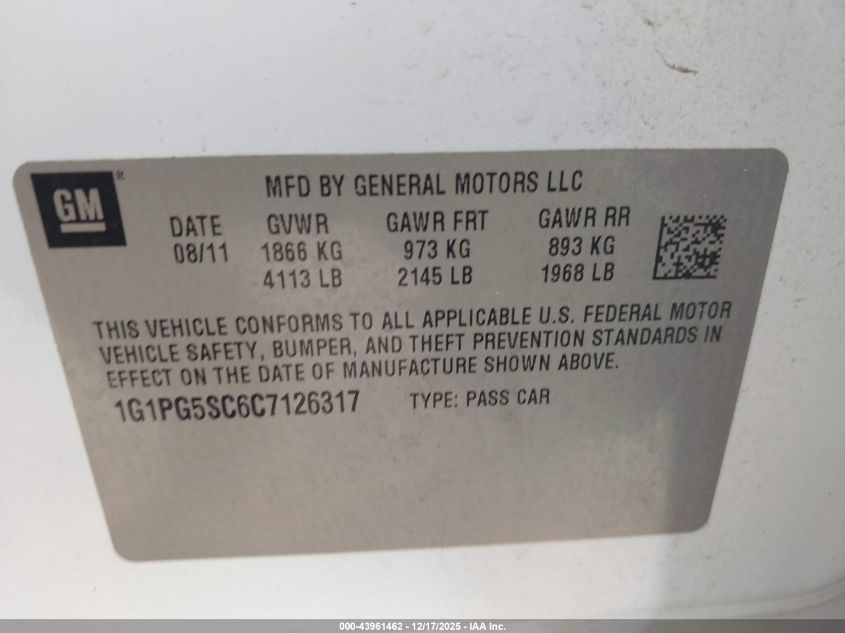 GM®
MFD BY GENERAL MOTORS LLC
DATE GVWR GAWR FRT GAWR RR
08/11 1866 KG 973 KG 893 KG
4113 LB 2145 LB 1968 LB
THIS VEHICLE CONFORMS TO ALL APPLICABLE U.S. FEDERAL MOTOR
VEHICLE SAFETY, BUMPER, AND THEFT PREVENTION STANDARDS IN
EFFECT ON THE DATE OF MANUFACTURE SHOWN ABOVE.
1G1PG5SC6C7126317 TYPE: PASS CAR
000-43961462 - 12/17/2025 - IAA Inc.